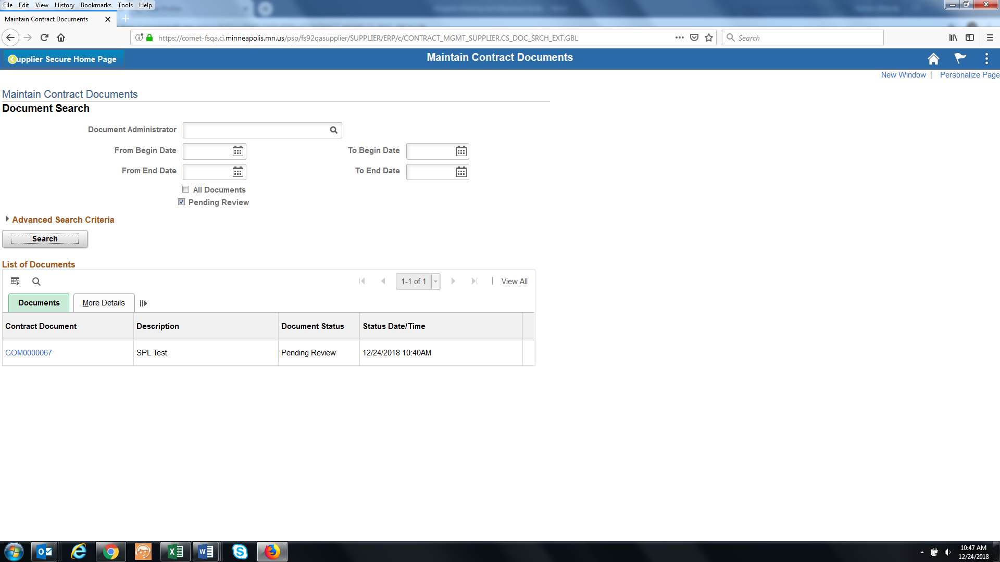 File Edit View History Bookmarks Tools Help
Maintain Contract Documents
https://comet-fsqa.ci.minneapolis.mn.us/psp/fs92qasupplier/SUPPLIER/ERP/c/CONTRACT_MGMT_SUPPLIER.CS_DOC_SRCH_EXT.GBL
Search
upplier Secure Home Page
Maintain Contract Documents
New Window | Personalize Page
Maintain Contract Documents
Document Search
Document Administrator
From Begin Date To Begin Date
From End Date To End Date
All Documents
Pending Review
Advanced Search Criteria
Search
List of Documents
1-1 of 1 | View All
Documents More Details
Contract Document Description Document Status Status Date/Time
COM0000067 SPL Test Pending Review 12/24/2018 10:40AM
10:47 AM
12/24/2018